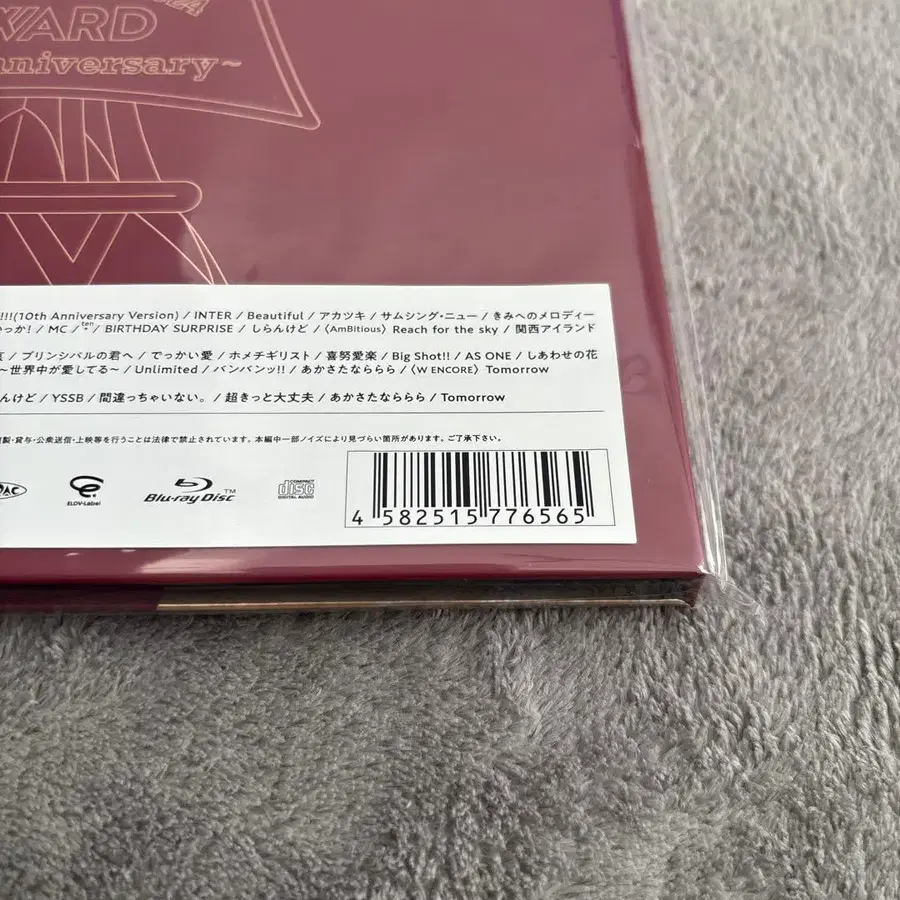 24
WARD
nniversary~
!!!(10th Anniversary Version) / INTER / Beautiful / アカツキ / サムシング・ニュー / きみへのメロディー
いっか! / MC / ten / BIRTHDAY SURPRISE / しらんけど / 〈AmBitious〉 Reach for the sky / 関西アイランド
/ プリンシパルの君へ / でっかい愛 / ホメチギリスト / 喜努愛楽 / Big Shot!! / AS ONE / しあわせの花
~世界中が愛してる~ / Unlimited / バンバンッ!! / あかさたなららら / 〈W ENCORE〉 Tomorrow
んけど / YSSB / 間違っちゃいない。 / 超きっと大丈夫 / あかさたなららら / Tomorrow
製・貸与・公衆送信・上映等を行うことは法律で禁止されています。本編中一部ノイズにより見づらい箇所があります。ご了承下さい。
ELOV-Label
Blu-ray Disc TM
COMPACT disc DIGITAL AUDIO
4 582515 776565